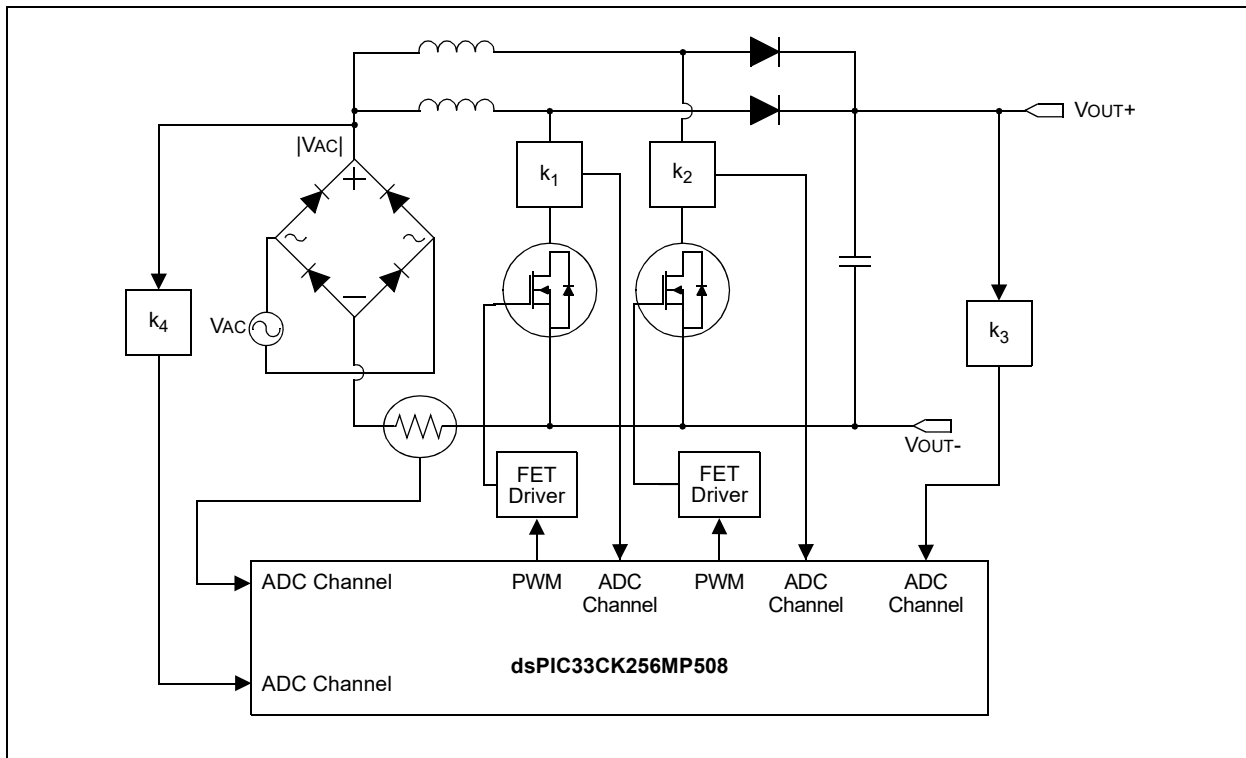 VOUT+
|VAC|
k1
k2
k4
VAC
k3
VOUT-
FET
Driver
FET
Driver
ADC Channel
PWM
ADC
Channel
PWM
ADC
Channel
ADC
Channel
dsPIC33CK256MP508
ADC Channel